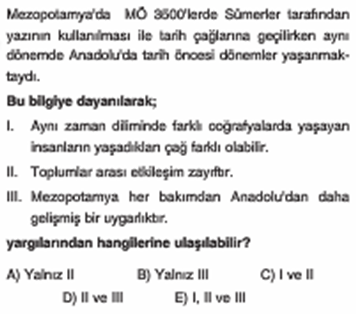 Mezopotamya'da MÖ 3500'lerde Sümerler tarafından
yazının kullanılması ile tarih çağlarına geçilirken aynı
dönemde Anadolu'da tarih öncesi dönemler yaşanmak-
taydı.
Bu bilgiye dayanılarak;
I. Aynı zaman diliminde farklı coğrafyalarda yaşayan
insanların yaşadıkları çağ farklı olabilir.
II. Toplumlar arası etkileşim zayıftır.
III. Mezopotamya her bakımdan Anadolu'dan daha
gelişmiş bir uygarlıktır.
yargılarından hangilerine ulaşılabilir?
A) Yalnız II B) Yalnız III C) I ve II
D) II ve III E) I, II ve III